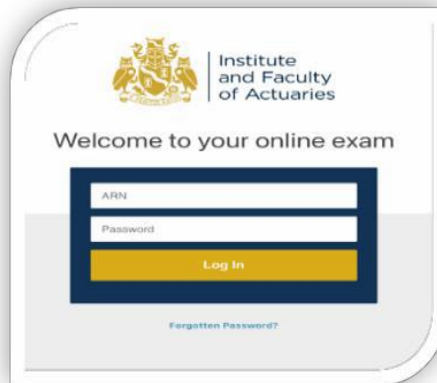 Institute
and Faculty
of Actuaries
Welcome to your online exam
ARN
Password
Log In
Forgotten Password?